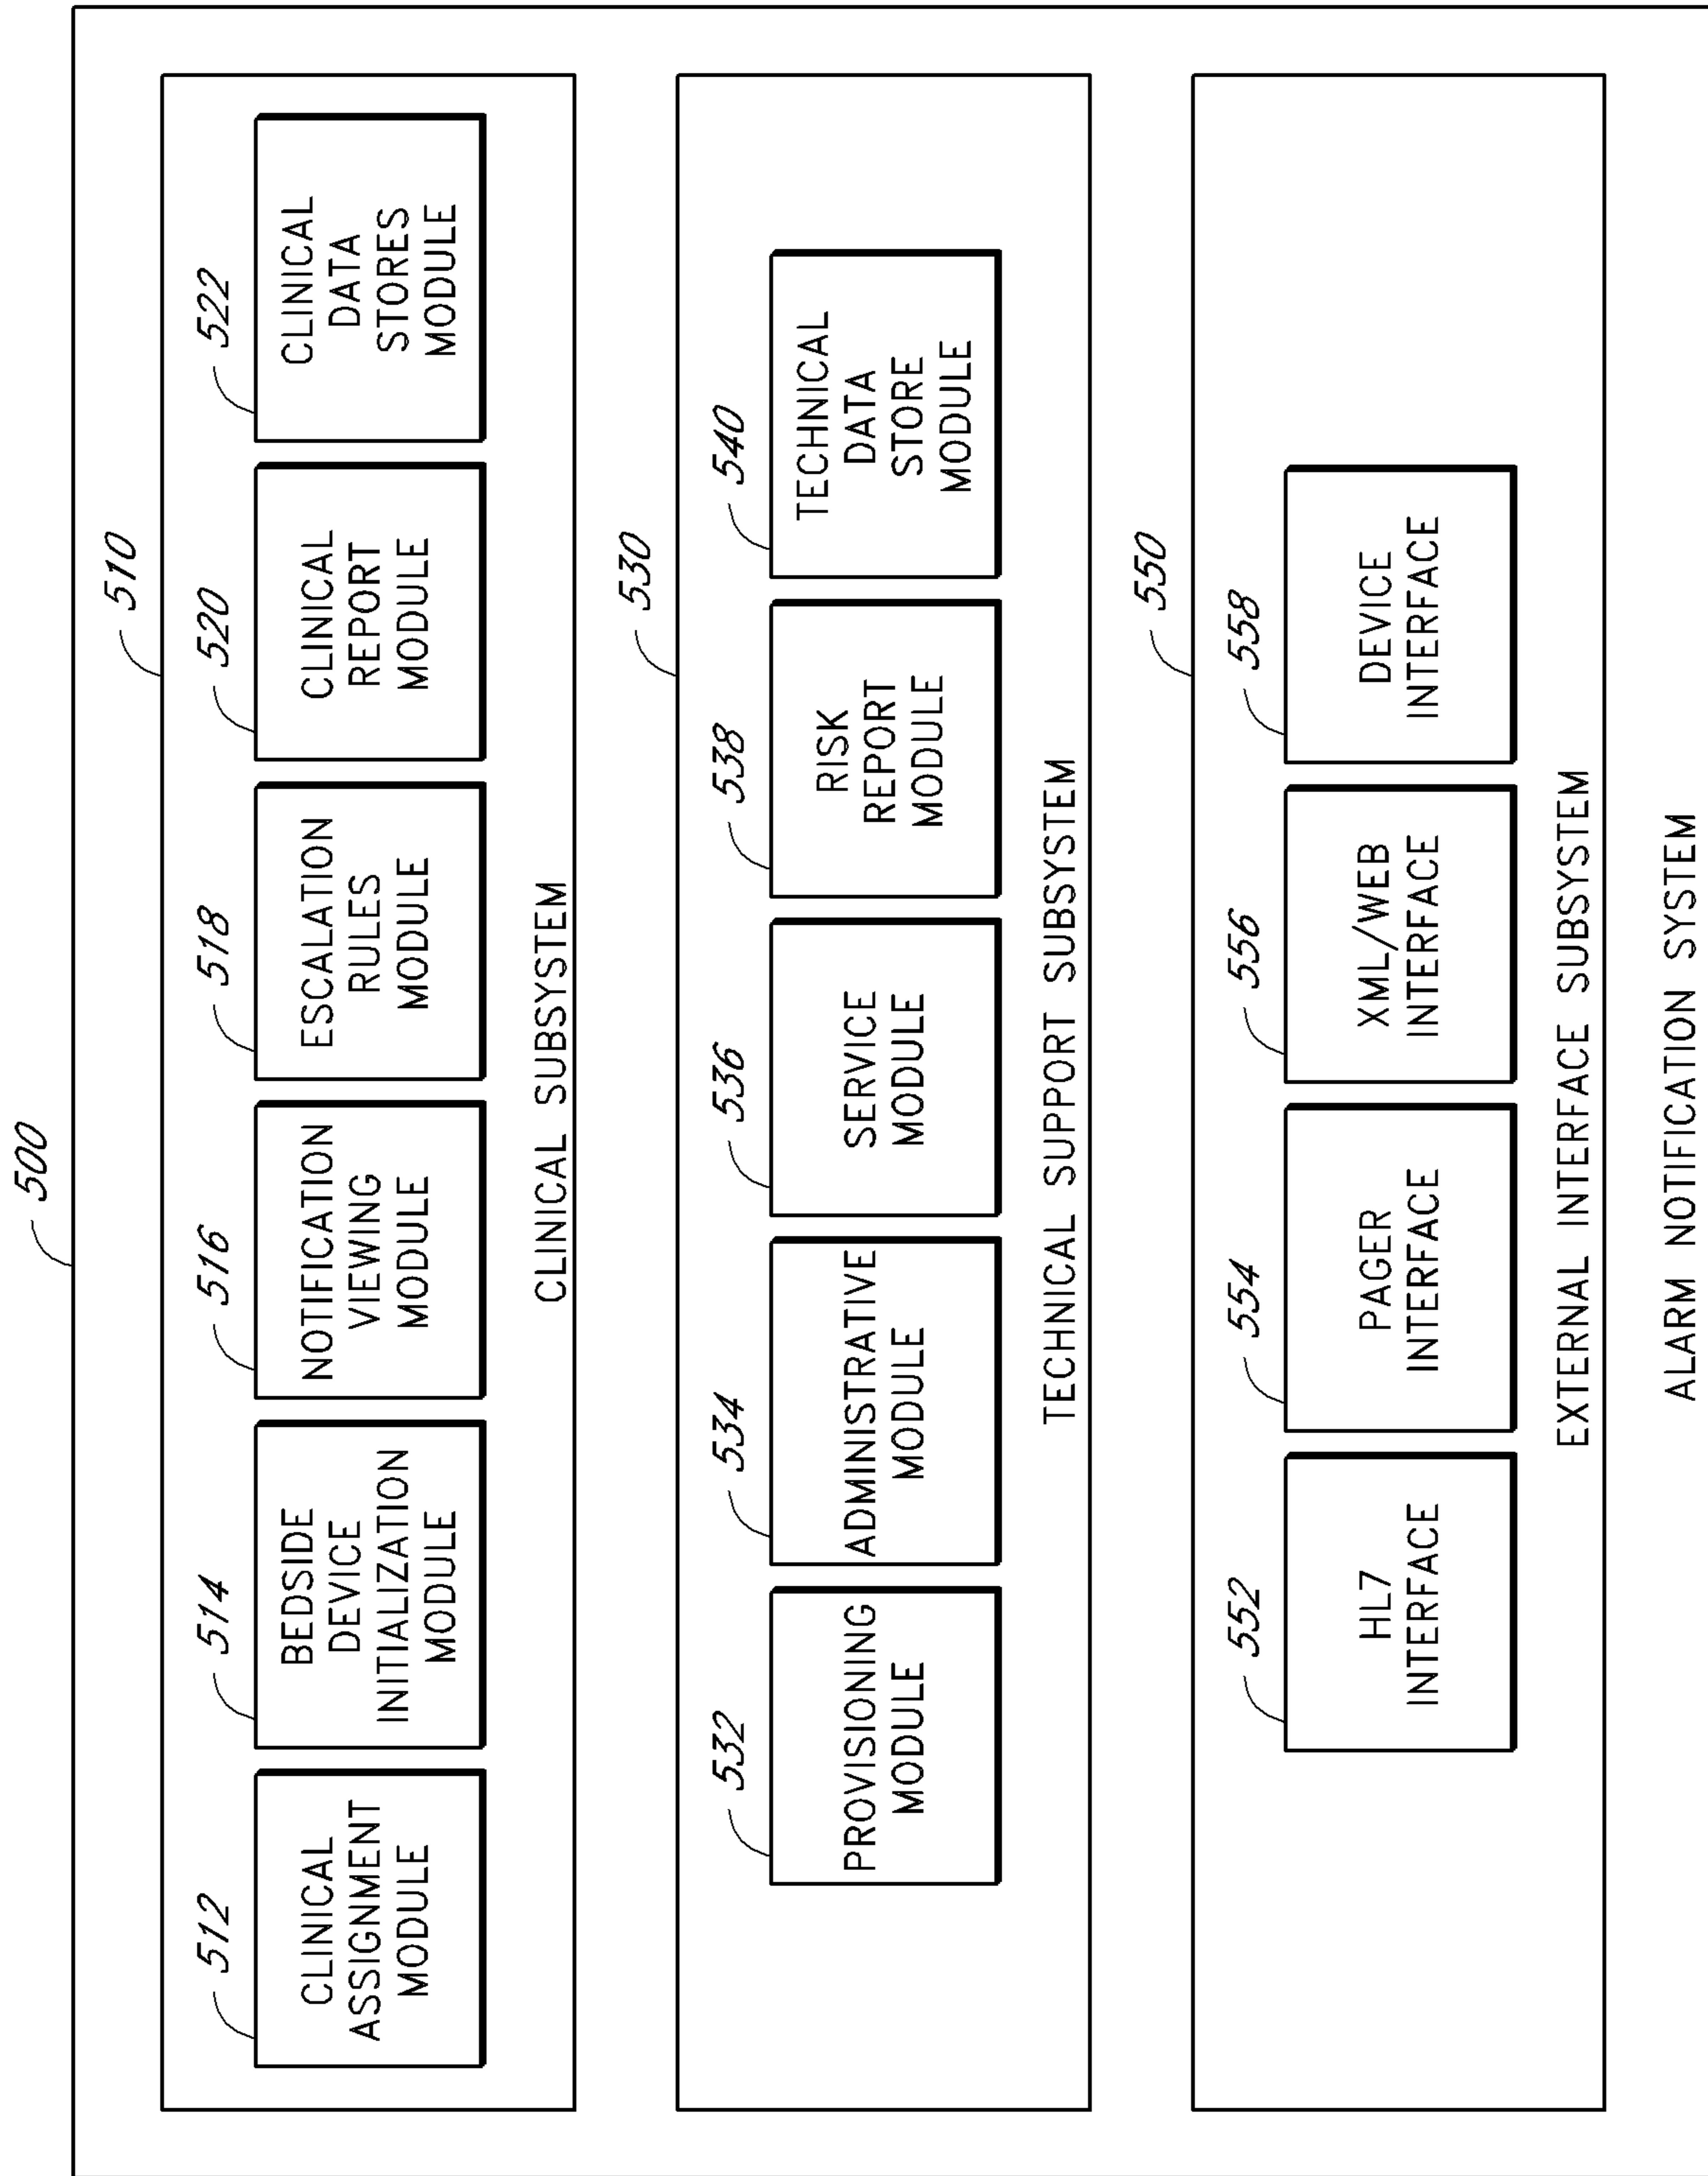 500
510
512
514
516
518
520
522
CLINICAL
ASSIGNMENT
MODULE
BEDSIDE
DEVICE
INITIALIZATION
MODULE
NOTIFICATION
VIEWING
MODULE
ESCALATION
RULES
MODULE
CLINICAL
REPORT
MODULE
CLINICAL
DATA
STORES
MODULE
CLINICAL SUBSYSTEM
530
532
534
536
538
540
PROVISIONING
MODULE
ADMINISTRATIVE
MODULE
SERVICE
MODULE
RISK
REPORT
MODULE
TECHNICAL
DATA
STORE
MODULE
TECHNICAL SUPPORT SUBSYSTEM
550
552
554
556
558
HL7
INTERFACE
PAGER
INTERFACE
XML/WEB
INTERFACE
DEVICE
INTERFACE
EXTERNAL INTERFACE SUBSYSTEM
ALARM NOTIFICATION SYSTEM